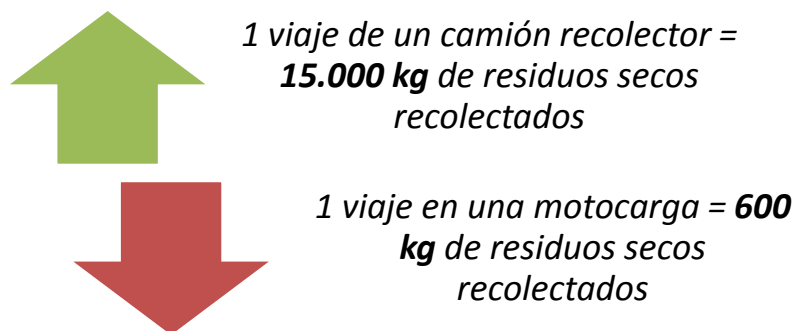 1 viaje de un camión recolector =
15.000 kg de residuos secos
recolectados
1 viaje en una motocarga = 600
kg de residuos secos
recolectados